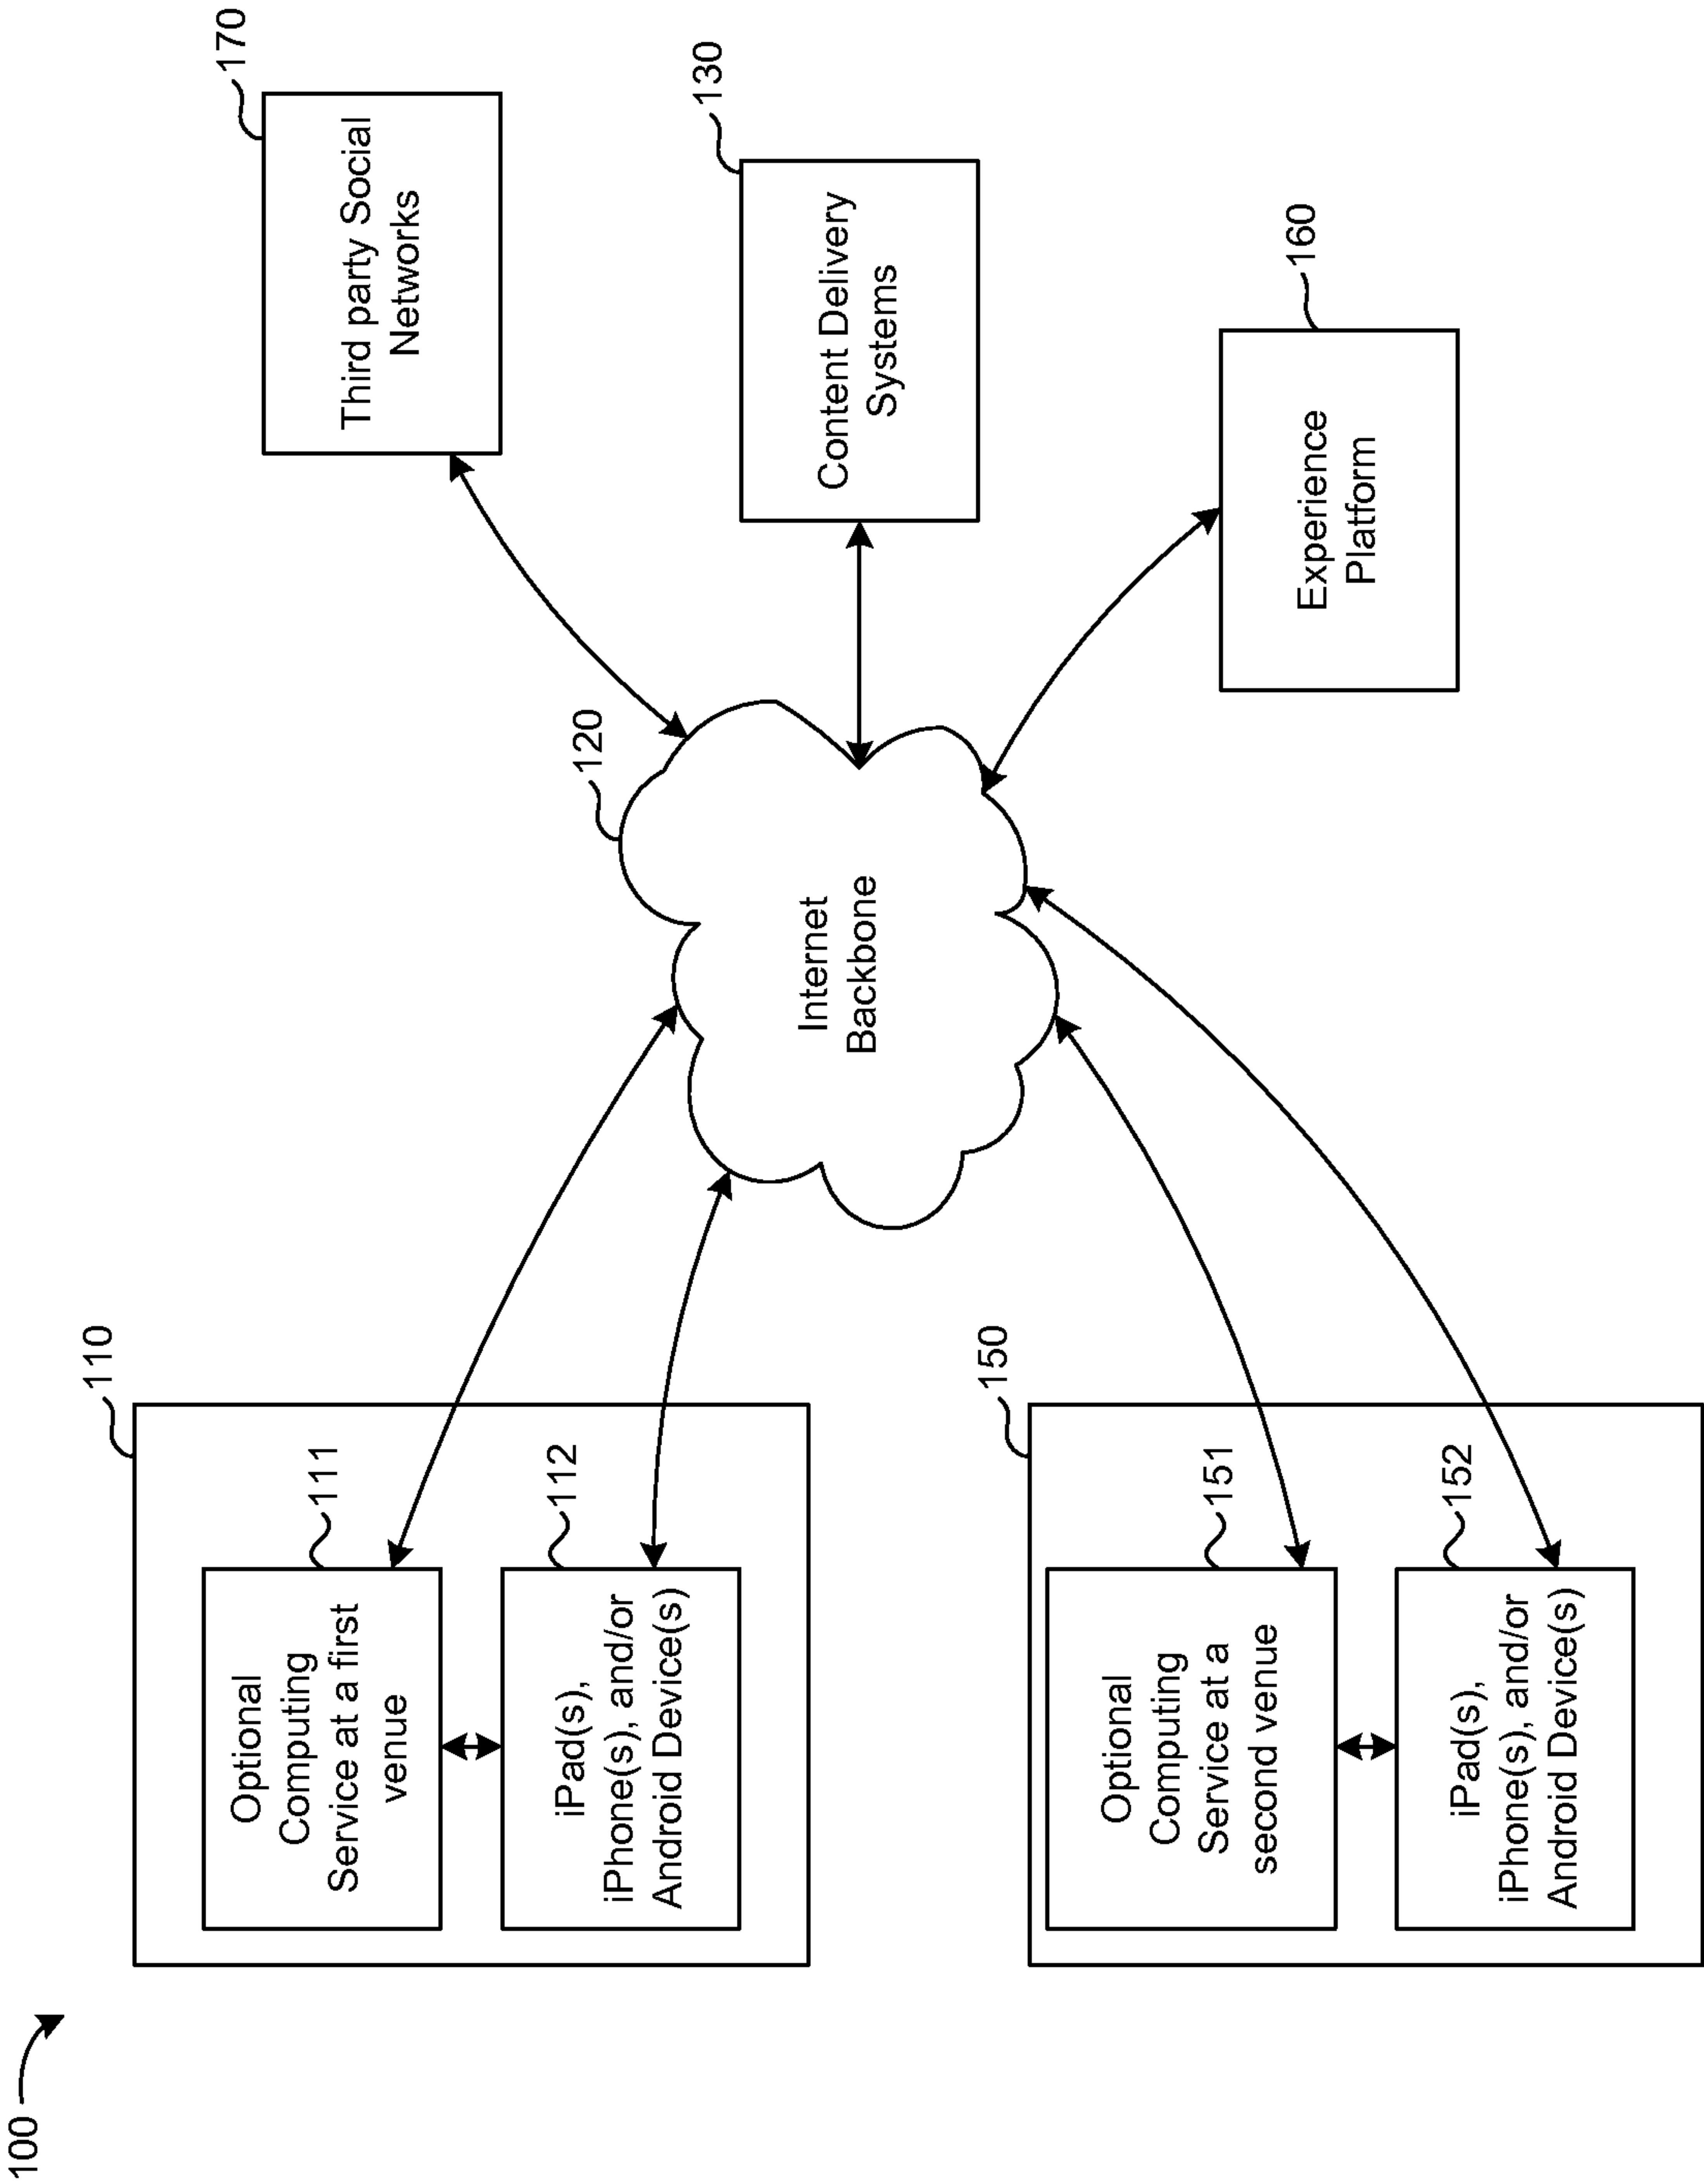 100
110
111
Optional
Computing
Service at a first
venue
112
iPad(s),
iPhone(s), and/or
Android Device(s)
150
151
Optional
Computing
Service at a
second venue
152
iPad(s),
iPhone(s), and/or
Android Device(s)
120
Internet
Backbone
170
Third party Social
Networks
130
Content Delivery
Systems
160
Experience
Platform